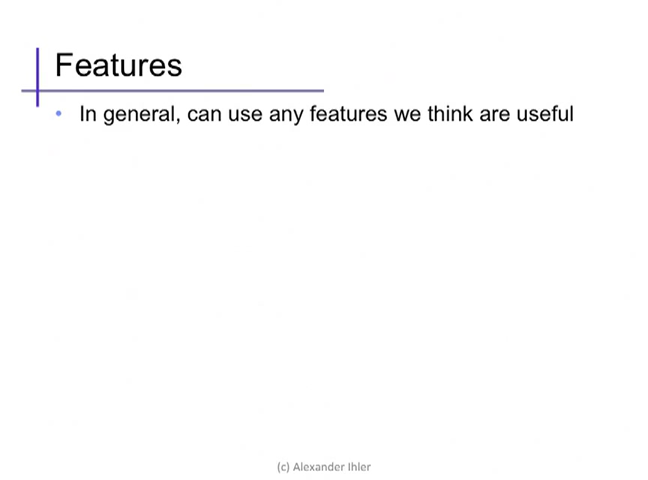 Features
• In general, can use any features we think are useful
(c) Alexander Ihler